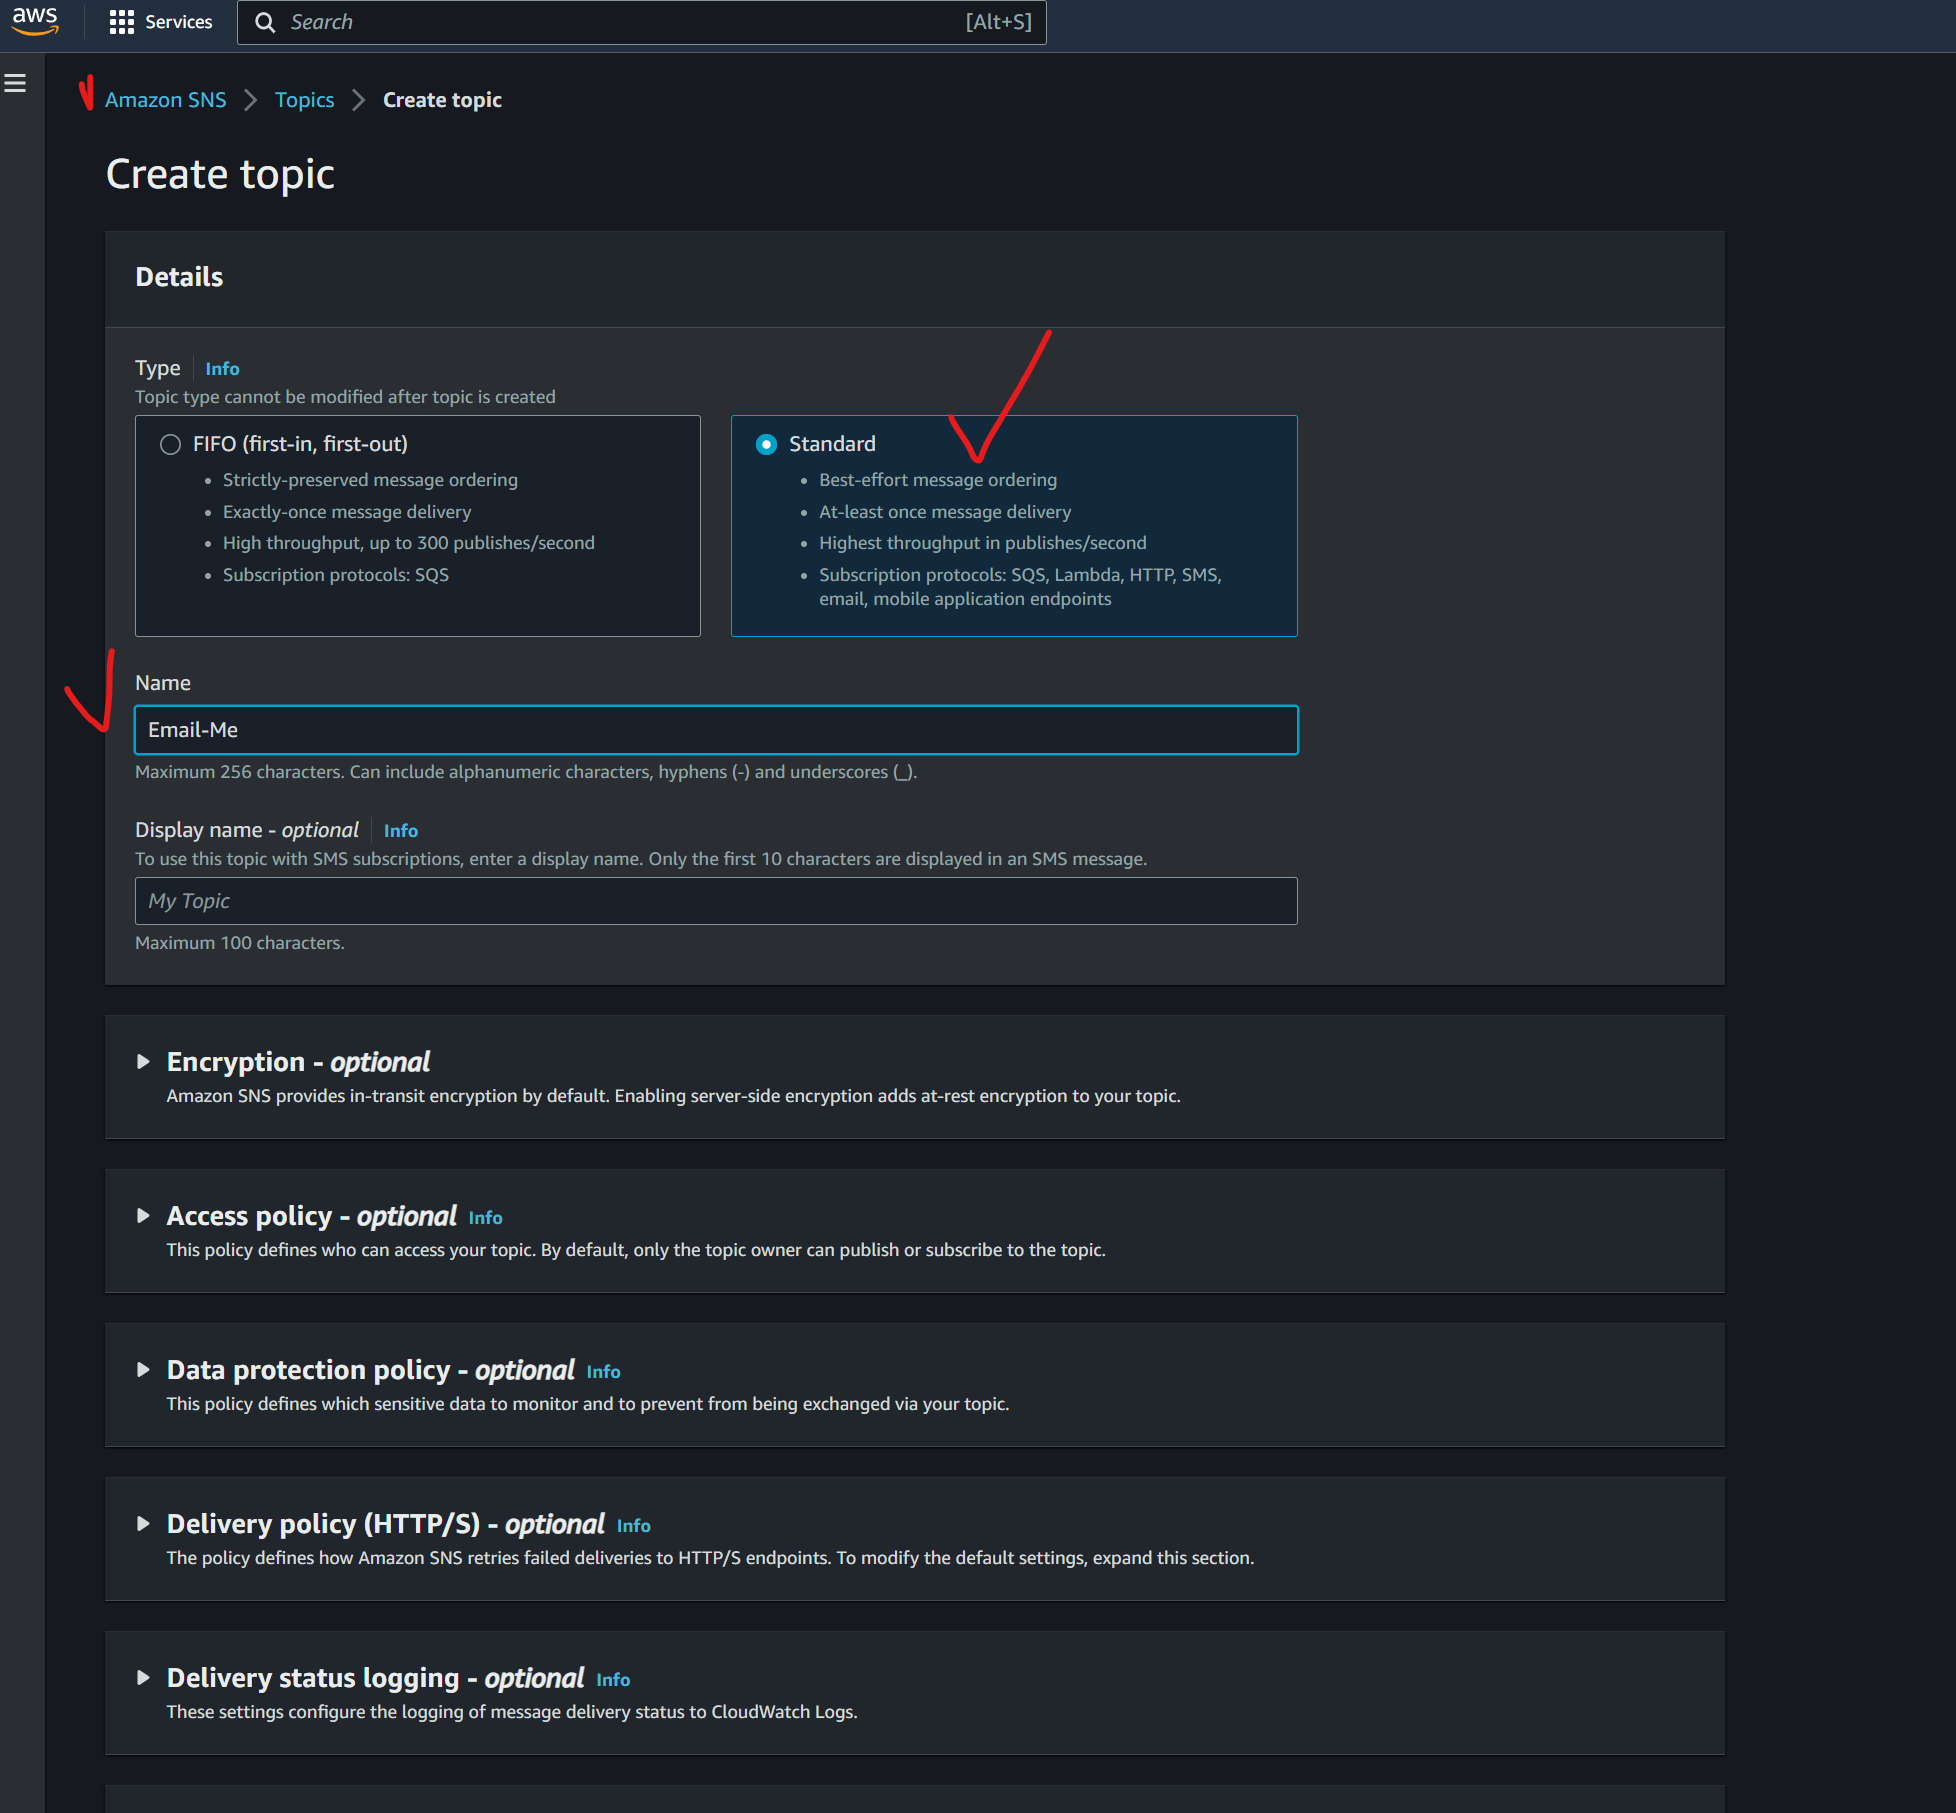 aws
Services
Search
[Alt+S]
Amazon SNS
Topics
Create topic
Create topic
Details
Type
Info
Topic type cannot be modified after topic is created
FIFO (first-in, first-out)
Strictly-preserved message ordering
Exactly-once message delivery
High throughput, up to 300 publishes/second
Subscription protocols: SQS
Standard
Best-effort message ordering
At-least once message delivery
Highest throughput in publishes/second
Subscription protocols: SQS, Lambda, HTTP, SMS,
email, mobile application endpoints
Name
Email-Me
Maximum 256 characters. Can include alphanumeric characters, hyphens (-) and underscores (_).
Display name - optional
Info
To use this topic with SMS subscriptions, enter a display name. Only the first 10 characters are displayed in an SMS message.
My Topic
Maximum 100 characters.
Encryption - optional
Amazon SNS provides in-transit encryption by default. Enabling server-side encryption adds at-rest encryption to your topic.
Access policy - optional Info
This policy defines who can access your topic. By default, only the topic owner can publish or subscribe to the topic.
Data protection policy - optional Info
This policy defines which sensitive data to monitor and to prevent from being exchanged via your topic.
Delivery policy (HTTP/S) - optional Info
The policy defines how Amazon SNS retries failed deliveries to HTTP/S endpoints. To modify the default settings, expand this section.
Delivery status logging - optional Info
These settings configure the logging of message delivery status to CloudWatch Logs.